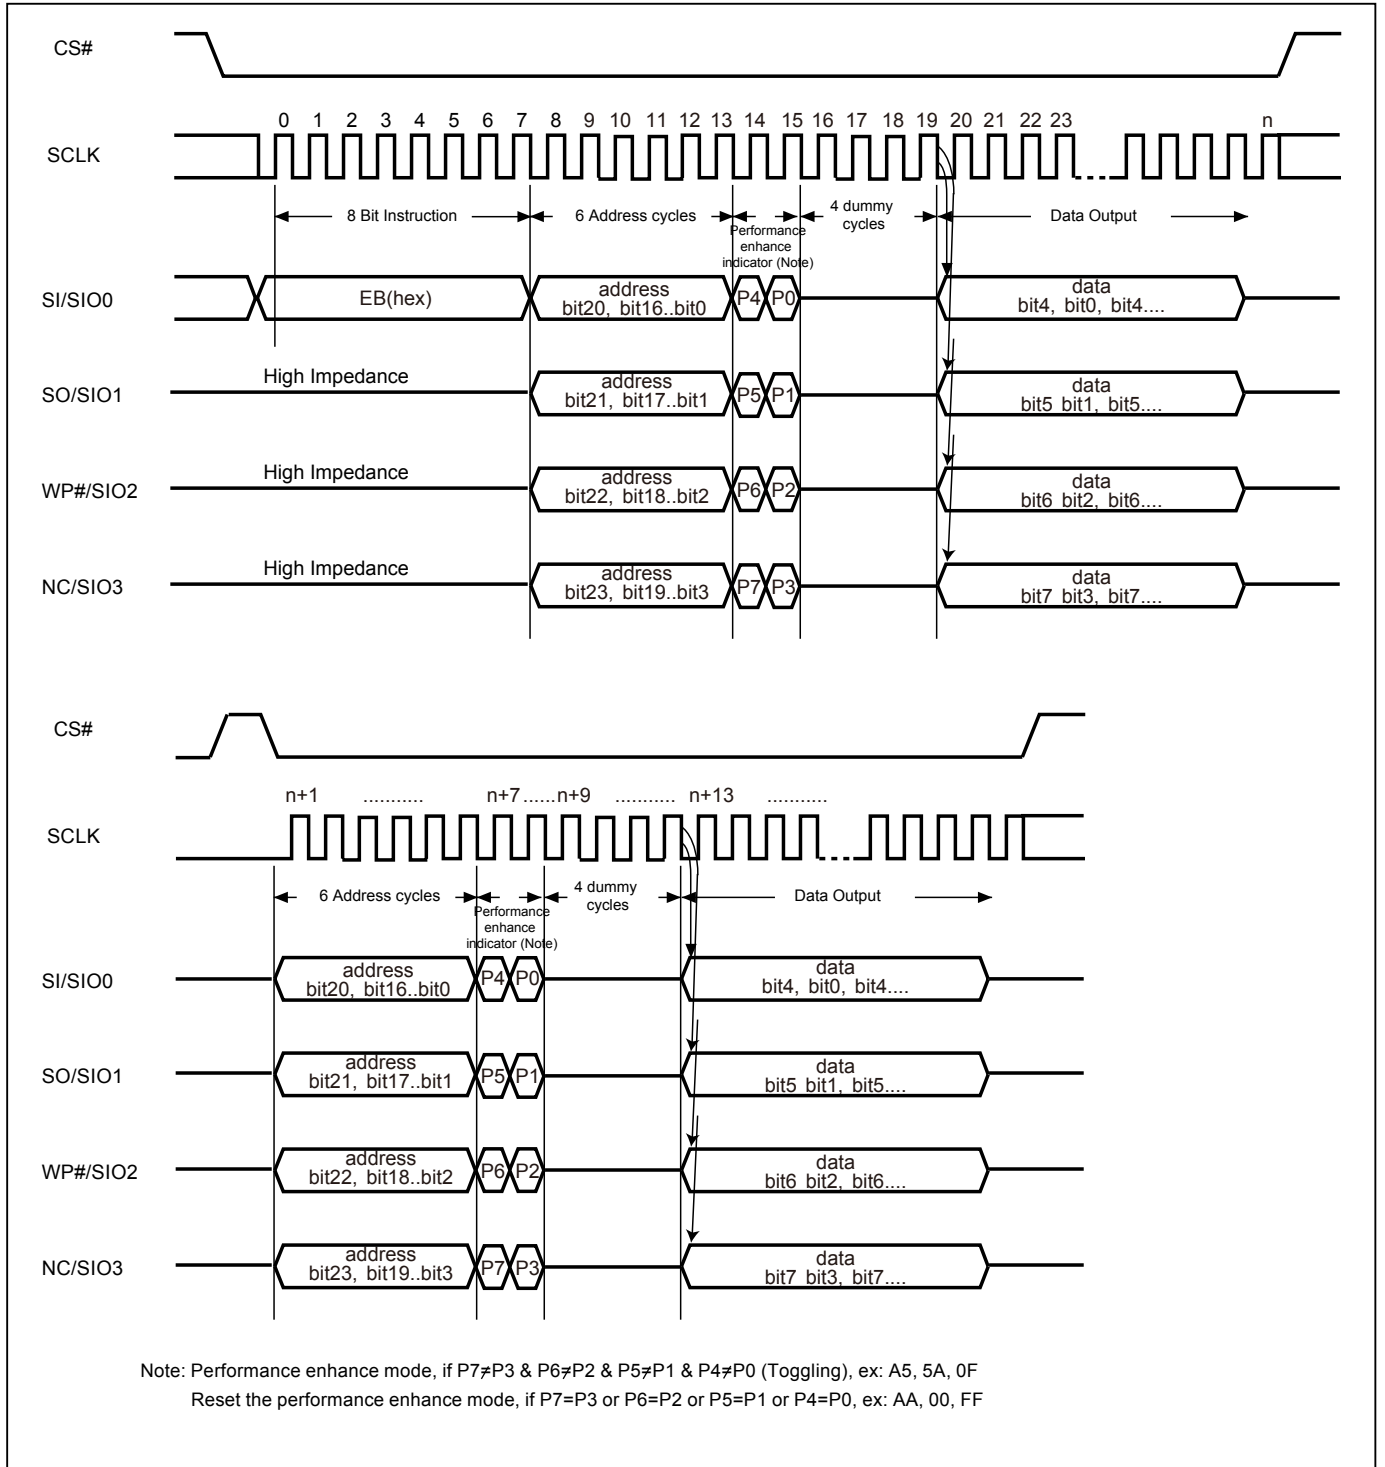 CS#
0 1 2 3 4 5 6 7 8 9 10 11 12 13 14 15 16 17 18 19 20 21 22 23 n
SCLK
8 Bit Instruction
6 Address cycles
Performance
enhance
indicator (Note)
4 dummy
cycles
Data Output
SI/SIO0
EB(hex)
address
bit20, bit16..bit0
P4 P0
data
bit4, bit0, bit4....
SO/SIO1
High Impedance
address
bit21, bit17..bit1
P5 P1
data
bit5 bit1, bit5....
WP#/SIO2
High Impedance
address
bit22, bit18..bit2
P6 P2
data
bit6 bit2, bit6....
NC/SIO3
High Impedance
address
bit23, bit19..bit3
P7 P3
data
bit7 bit3, bit7....
CS#
n+1 ........... n+7 ......n+9 ........... n+13 ...........
SCLK
6 Address cycles
Performance
enhance
indicator (Note)
4 dummy
cycles
Data Output
SI/SIO0
address
bit20, bit16..bit0
P4 P0
data
bit4, bit0, bit4....
SO/SIO1
address
bit21, bit17..bit1
P5 P1
data
bit5 bit1, bit5....
WP#/SIO2
address
bit22, bit18..bit2
P6 P2
data
bit6 bit2, bit6....
NC/SIO3
address
bit23, bit19..bit3
P7 P3
data
bit7 bit3, bit7....
Note: Performance enhance mode, if P7≠P3 & P6≠P2 & P5≠P1 & P4≠P0 (Toggling), ex: A5, 5A, 0F
Reset the performance enhance mode, if P7=P3 or P6=P2 or P5=P1 or P4=P0, ex: AA, 00, FF